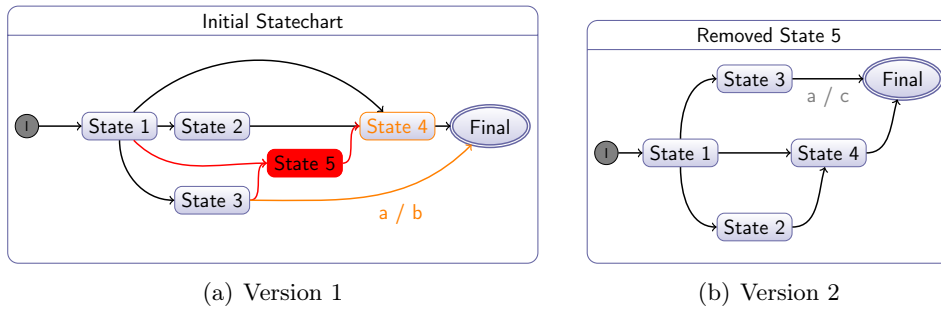 Initial Statechart
I
State 1
State 2
State 4
Final
State 5
State 3
a / b
(a) Version 1
Removed State 5
State 3
Final
a / c
I
State 1
State 4
State 2
(b) Version 2